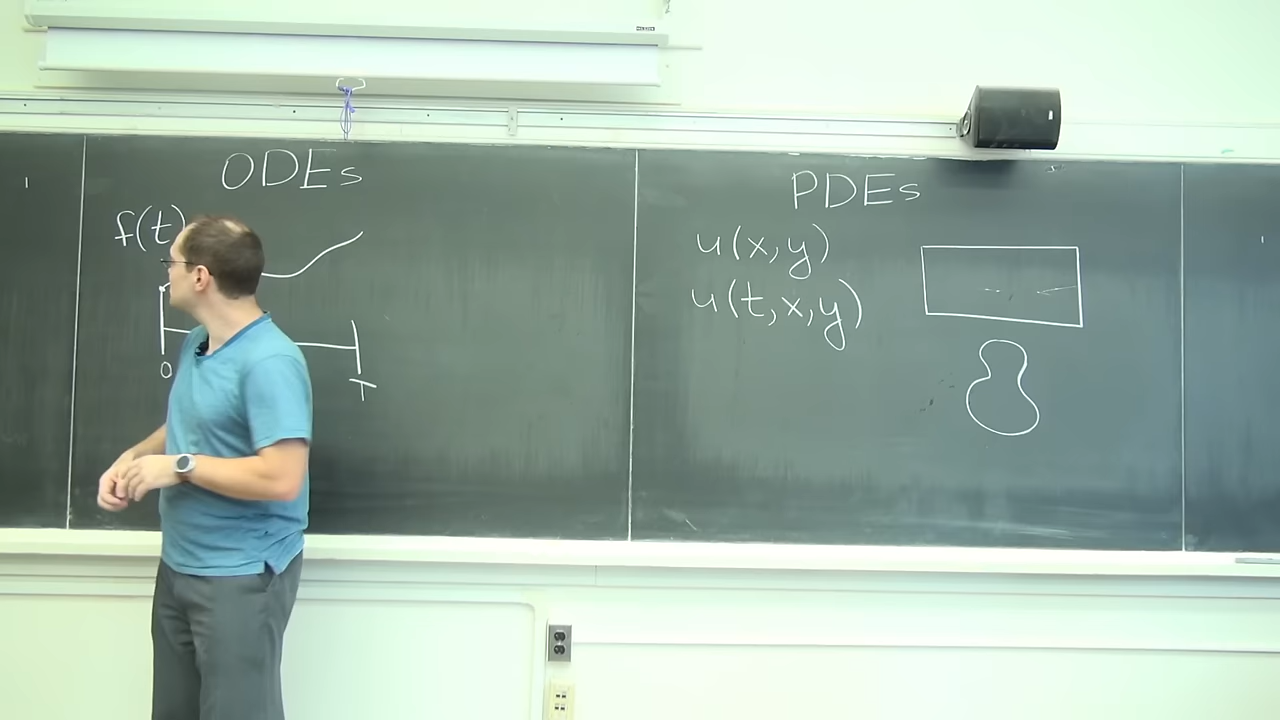 ODEs
f(t)
0
T
PDEs
u(x,y)
u(t,x,y)